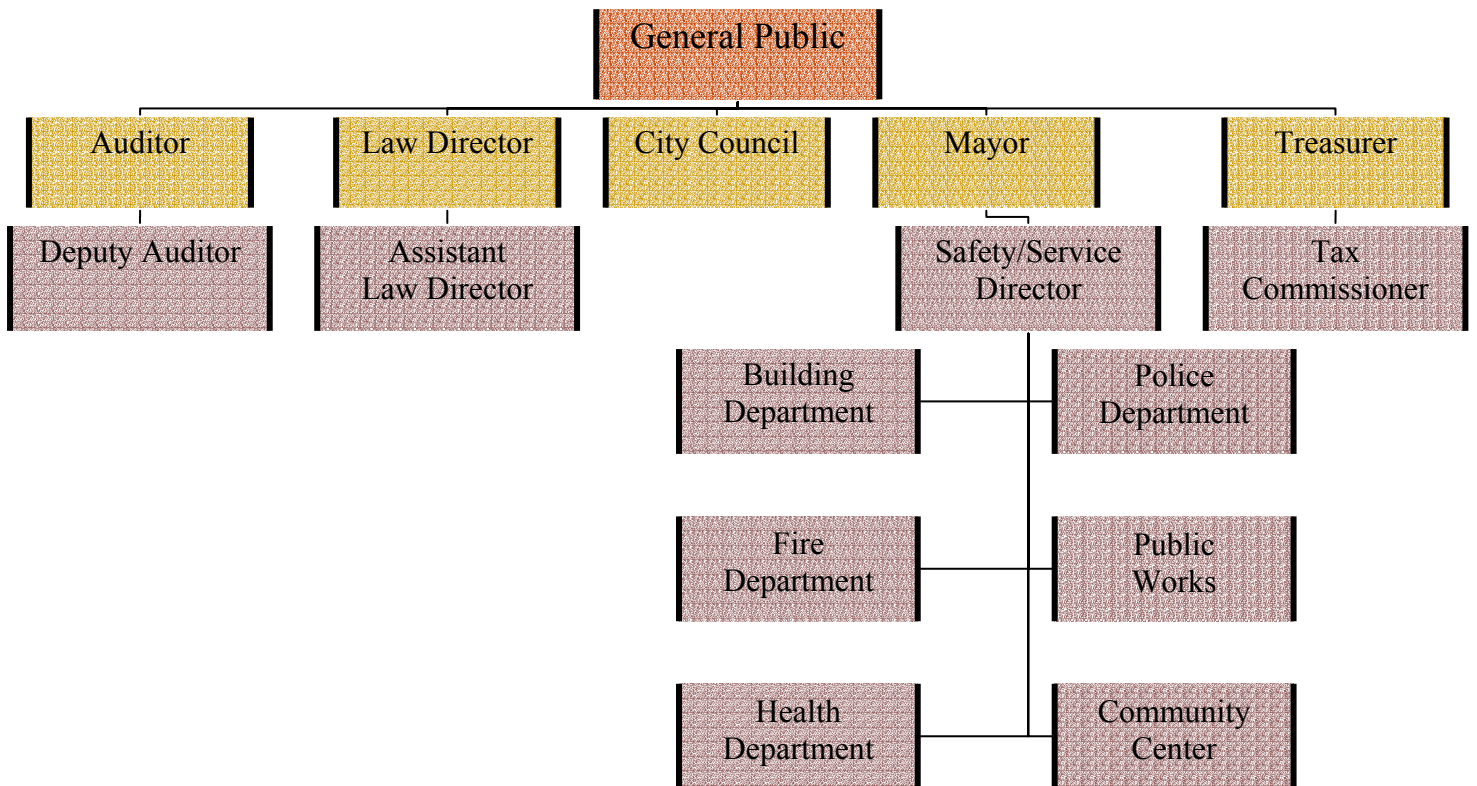 General Public
Auditor
Law Director
City Council
Mayor
Treasurer
Deputy Auditor
Assistant
Law Director
Safety/Service
Director
Tax
Commissioner
Building
Department
Police
Department
Fire
Department
Public
Works
Health
Department
Community
Center